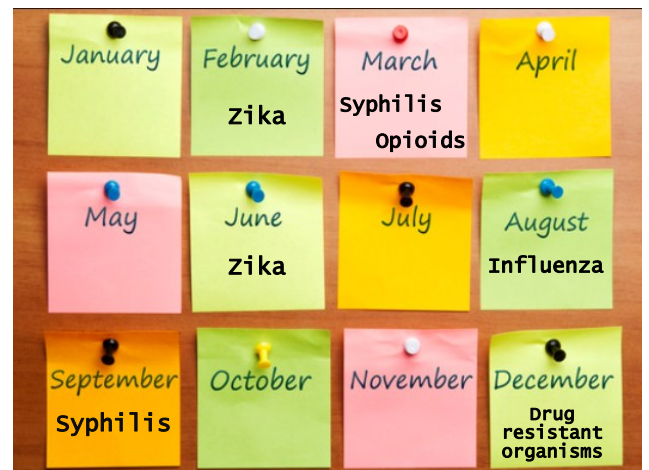 January
February
March
April
Zika
Syphilis
Opioids
May
June
July
August
Zika
Influenza
September
October
November
December
Syphilis
Drug
resistant
organisms